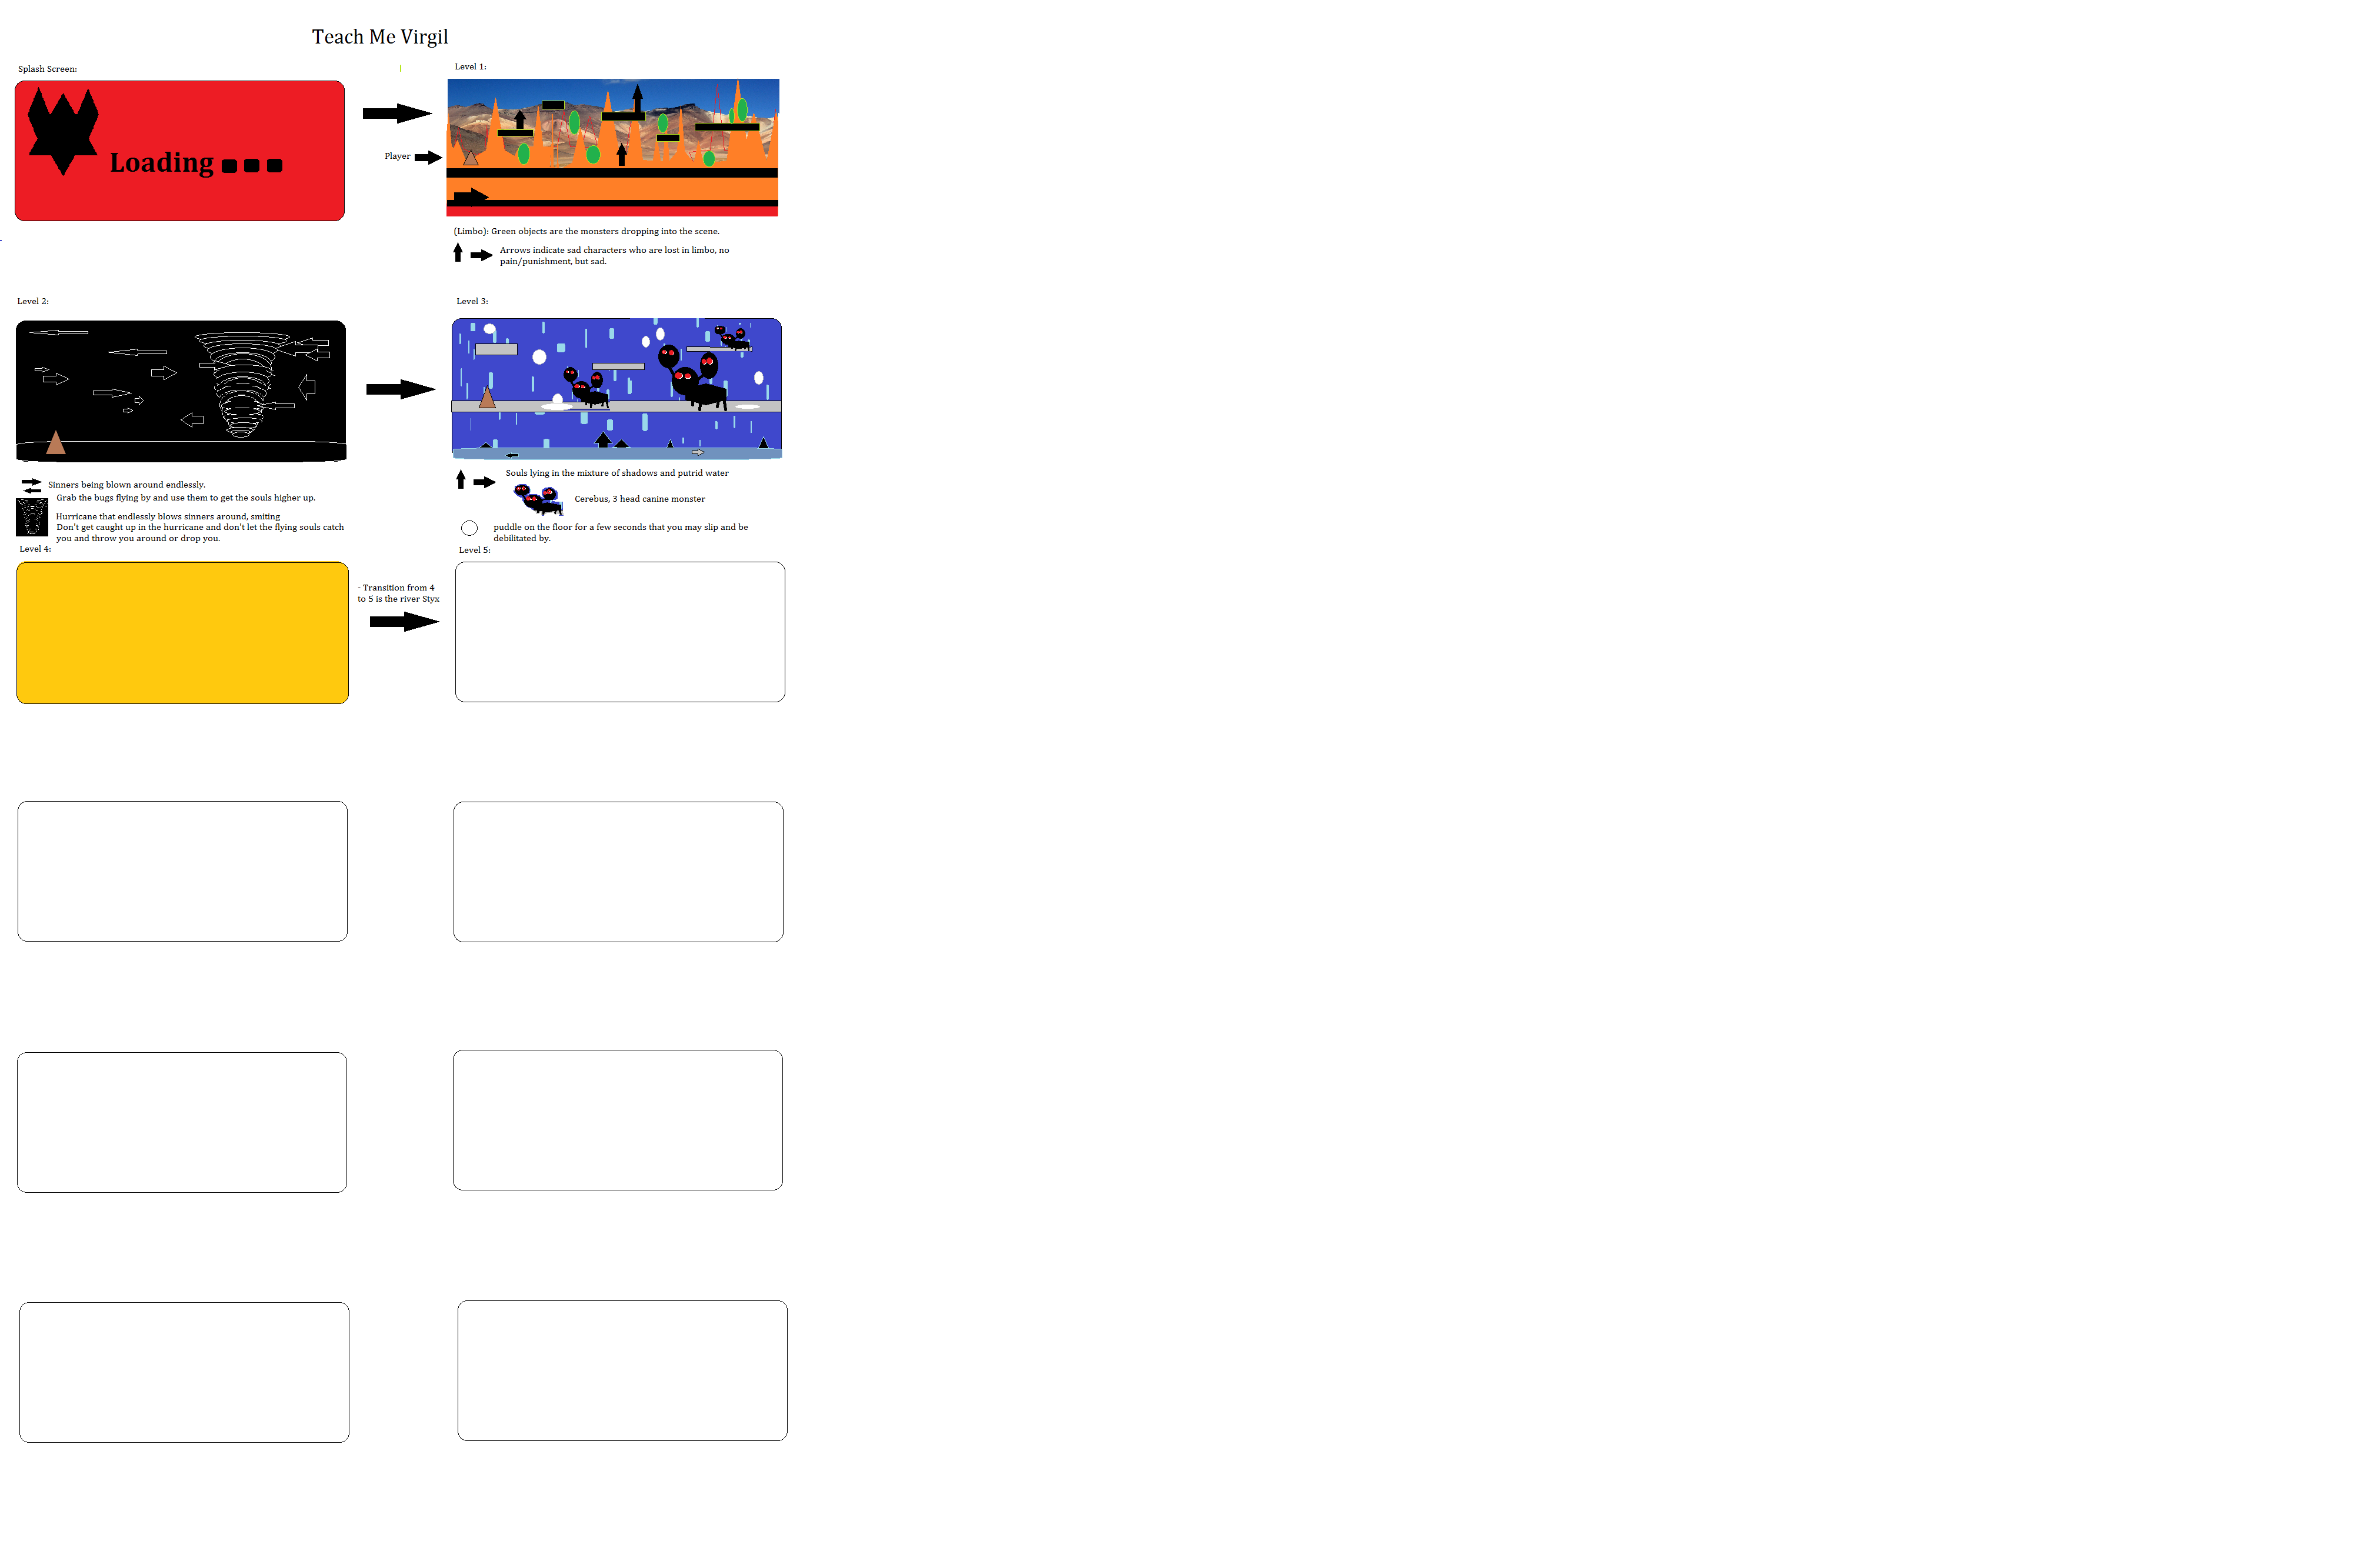 Teach Me Virgil
Splash Screen:
Loading
Level 1:
Player
(Limbo): Green objects are the monsters dropping into the scene.
Arrows indicate sad characters who are lost in limbo, no
pain/punishment, but sad.
Level 2:
Sinners being blown around endlessly.
Grab the bugs flying by and use them to get the souls higher up.
Hurricane that endlessly blows sinners around, smiting
Don't get caught up in the hurricane and don't let the flying souls catch
you and throw you around or drop you.
Level 3:
Souls lying in the mixture of shadows and putrid water
Cerebus, 3 head canine monster
puddle on the floor for a few seconds that you may slip and be
debilitated by.
Level 4:
- Transition from 4
to 5 is the river Styx
Level 5: